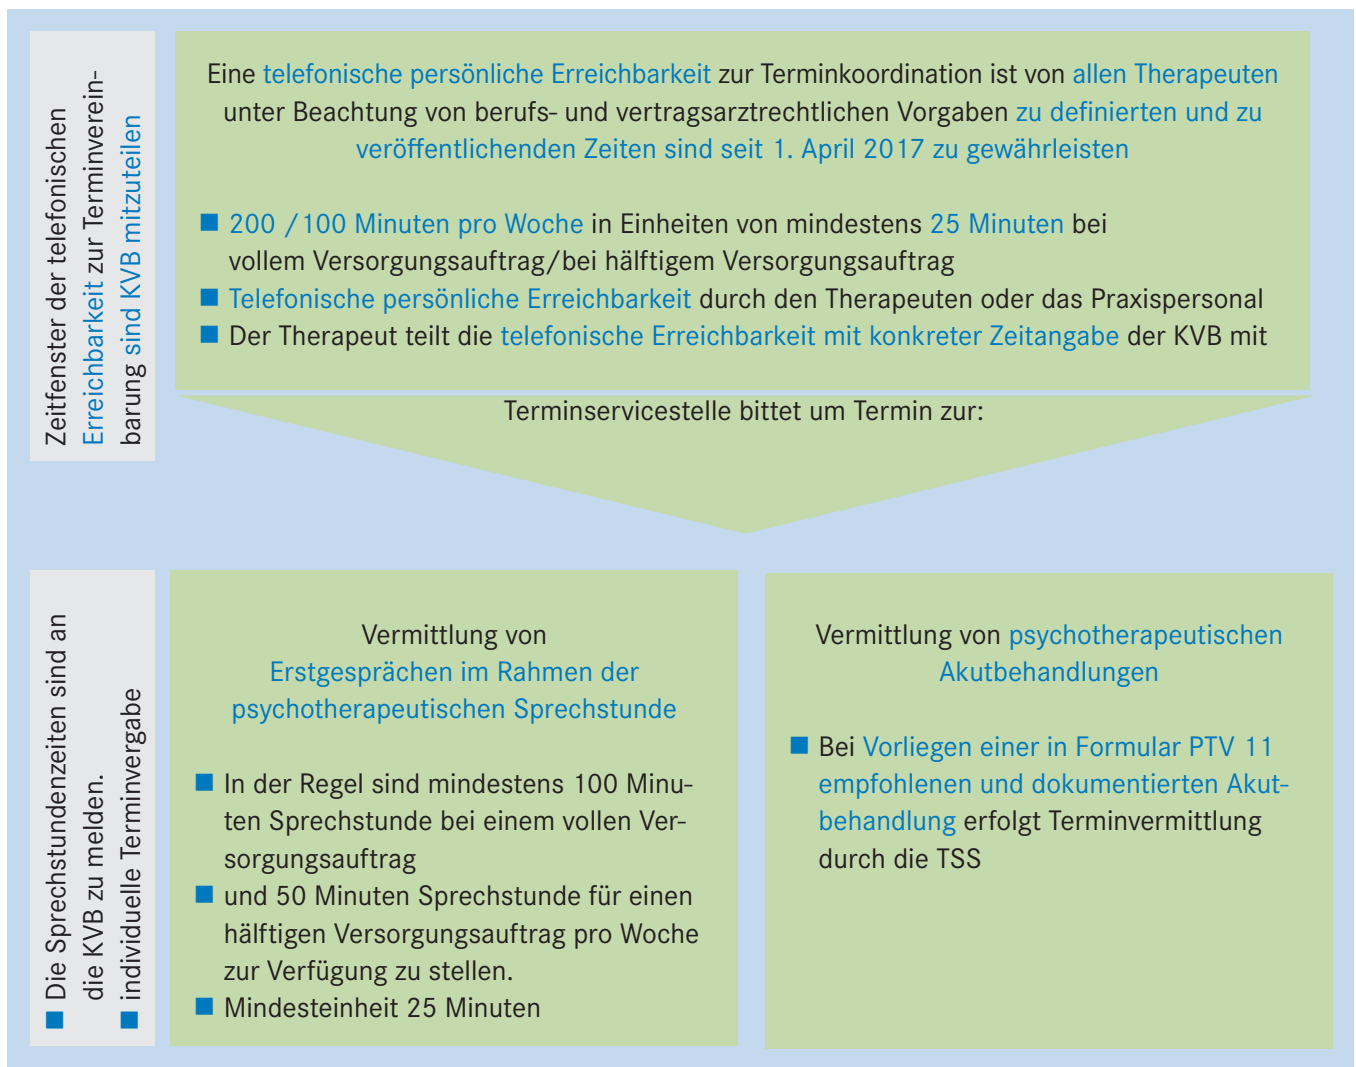 Zeitfenster der telefonischen
Erreichbarkeit zur Terminverein-
barung sind KVB mitzuteilen
Eine telefonische persönliche Erreichbarkeit zur Terminkoordination ist von allen Therapeuten
unter Beachtung von berufs- und vertragsarztrechtlichen Vorgaben zu definierten und zu
veröffentlichenden Zeiten sind seit 1. April 2017 zu gewährleisten
■ 200 /100 Minuten pro Woche in Einheiten von mindestens 25 Minuten bei
vollem Versorgungsauftrag/bei hälftigem Versorgungsauftrag
■ Telefonische persönliche Erreichbarkeit durch den Therapeuten oder das Praxispersonal
■ Der Therapeut teilt die telefonische Erreichbarkeit mit konkreter Zeitangabe der KVB mit
Terminservicestelle bittet um Termin zur:
■ Die Sprechstundenzeiten sind an
die KVB zu melden.
■ individuelle Terminvergabe
Vermittlung von
Erstgesprächen im Rahmen der
psychotherapeutischen Sprechstunde
■ In der Regel sind mindestens 100 Minu-
ten Sprechstunde bei einem vollen Ver-
sorgungsauftrag
■ und 50 Minuten Sprechstunde für einen
hälftigen Versorgungsauftrag pro Woche
zur Verfügung zu stellen.
■ Mindesteinheit 25 Minuten
Vermittlung von psychotherapeutischen
Akutbehandlungen
■ Bei Vorliegen einer in Formular PTV 11
empfohlenen und dokumentierten Akut-
behandlung erfolgt Terminvermittlung
durch die TSS